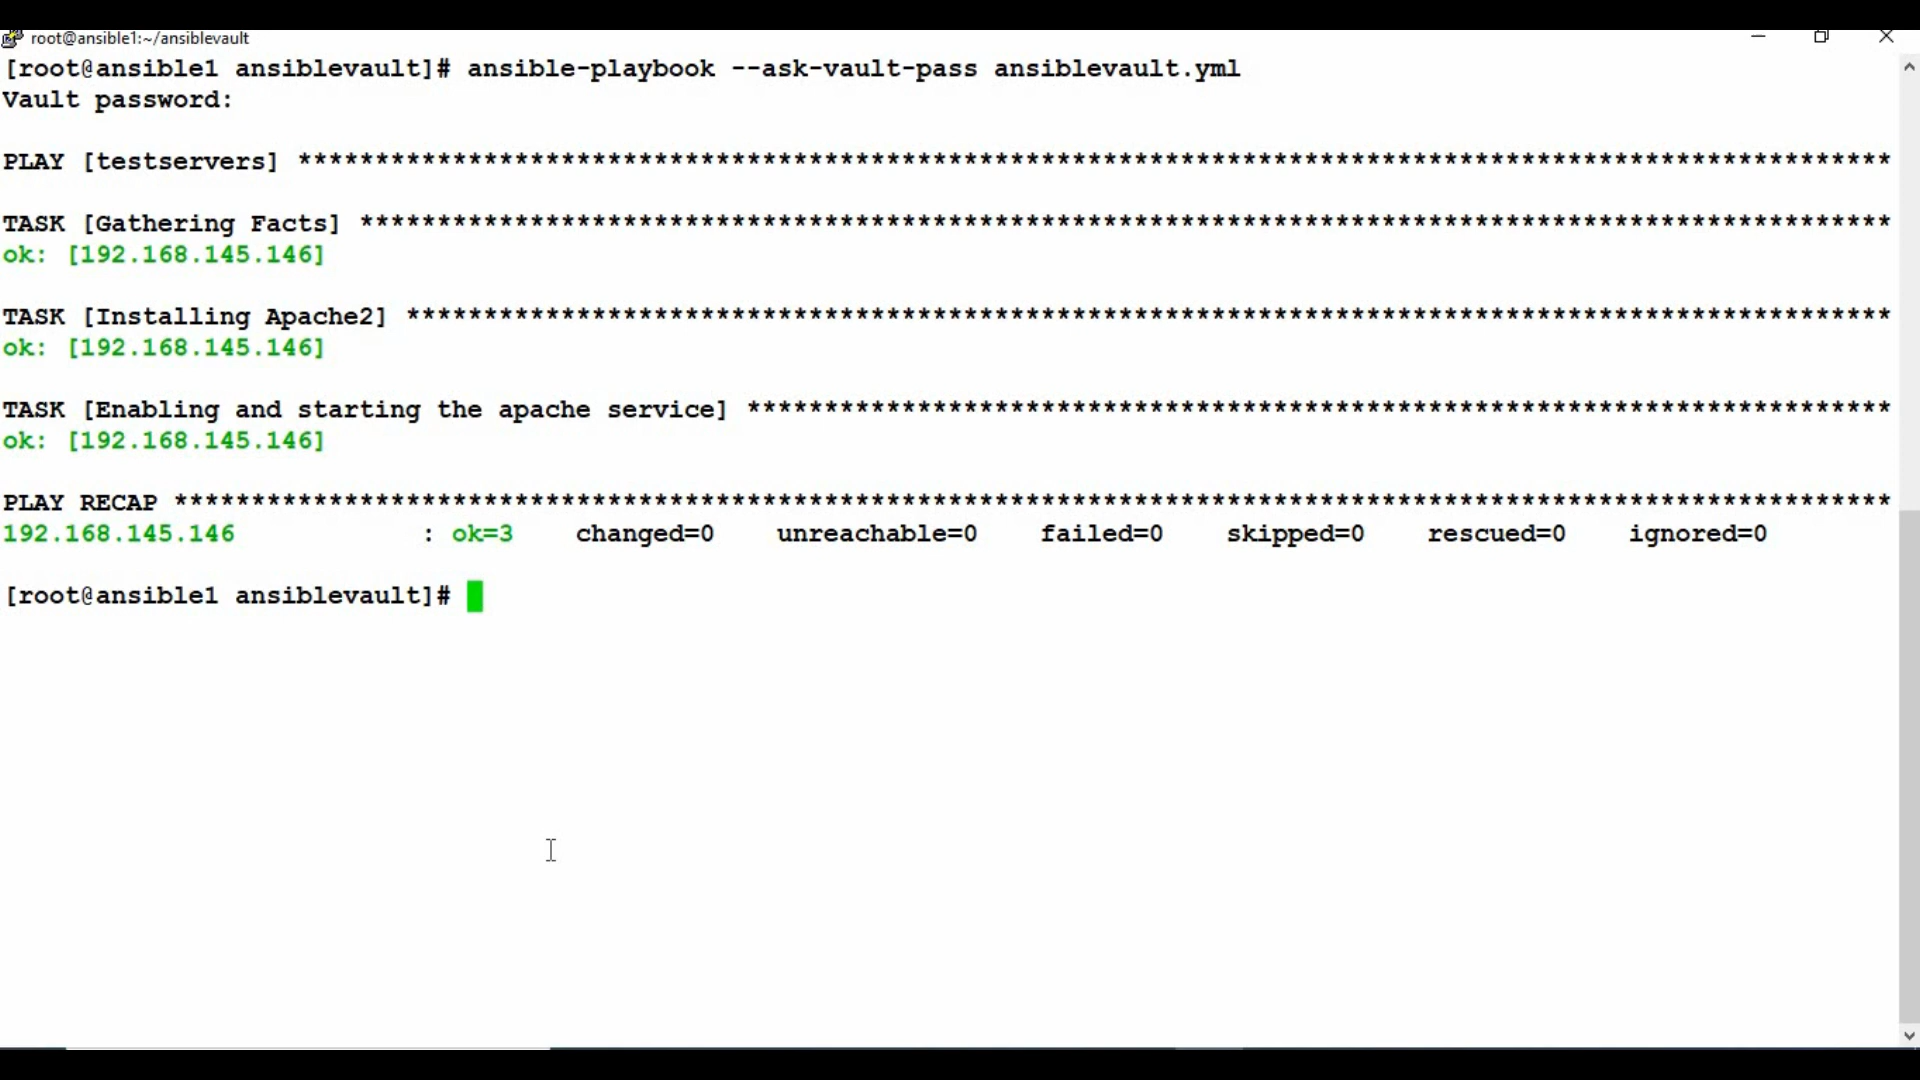 root@ansible1:~/ansiblevault
[root@ansible1 ansiblevault]# ansible-playbook --ask-vault-pass ansiblevault.yml
Vault password:
PLAY [testservers] *******************************************************************************************************
TASK [Gathering Facts] ***************************************************************************************************
ok: [192.168.145.146]
TASK [Installing Apache2] ************************************************************************************************
ok: [192.168.145.146]
TASK [Enabling and starting the apache service] **************************************************************************
ok: [192.168.145.146]
PLAY RECAP ***************************************************************************************************************
192.168.145.146            : ok=3    changed=0    unreachable=0    failed=0    skipped=0    rescued=0    ignored=0
[root@ansible1 ansiblevault]#